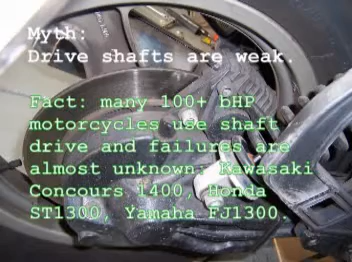 Myth:
Drive shafts are weak.
Fact: many 100+ bHP
motorcycles use shaft
drive and failures are
almost unknown: Kawasaki
Concours 1400, Honda
ST1300, Yamaha FJ1300.